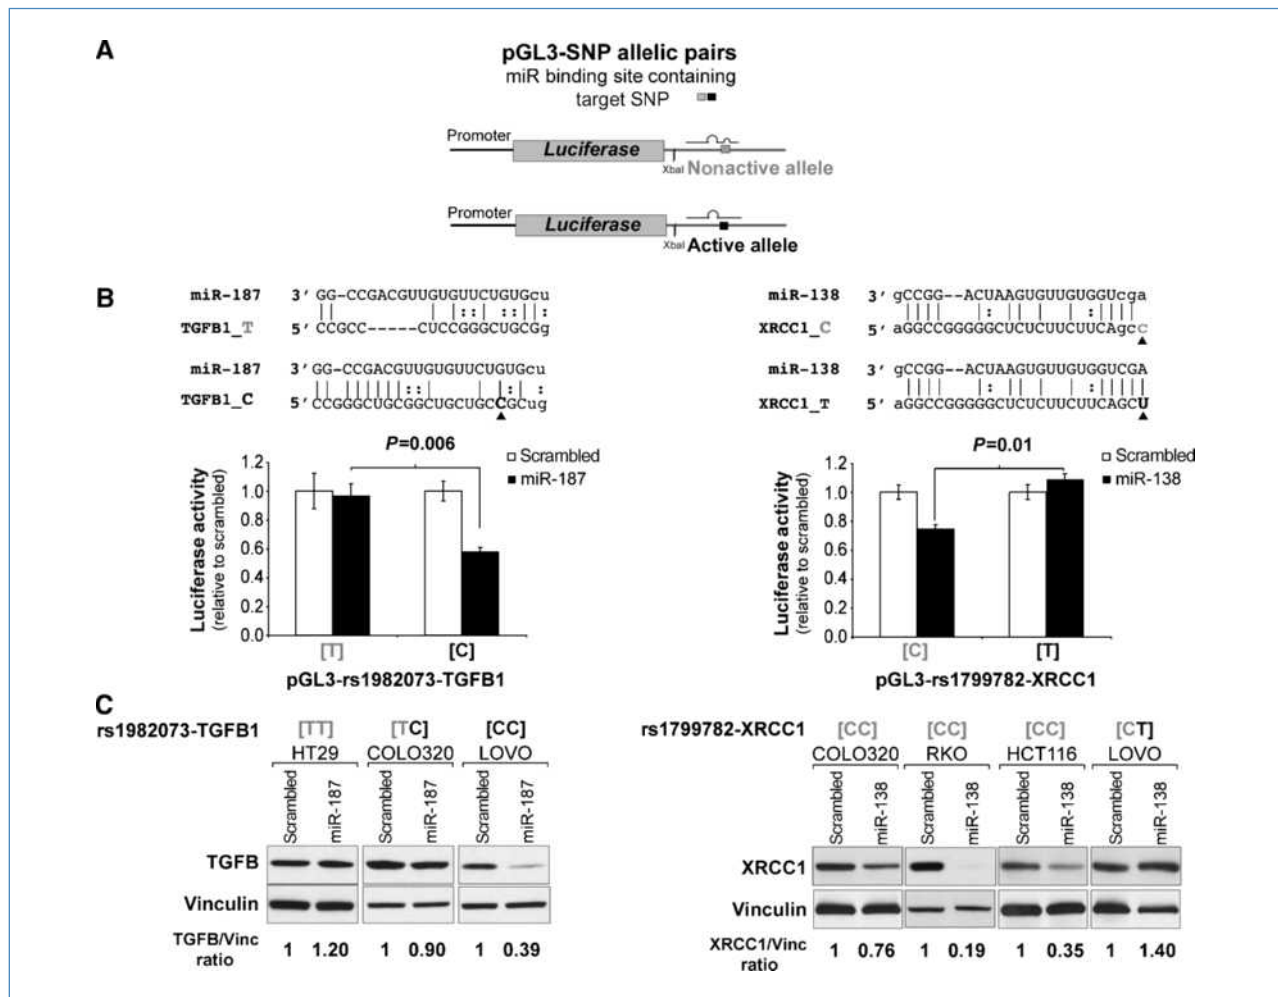 A
pGL3-SNP allelic pairs
miR binding site containing
target SNP
Promoter
Luciferase
XbaI Nonactive allele
Promoter
Luciferase
XbaI Active allele
B
miR-187 3′ GG-CCGACGUUGUGUUCUGUGcu
TGFB1_T 5′ CCGCC-----CUCCGGGCUGCGg
miR-187 3′ GG-CCGACGUUGUGUUCUGUGcu
TGFB1_C 5′ CCGGGCUGCGGCUGCUGCCGCug
miR-138 3′ gCCGG--ACUAAGUGUUGUGGUcga
XRCC1_C 5′ aGGCCGGGGGCUCUCUUCUUCAgcc
miR-138 3′ gCCGG--ACUAAGUGUUGUGGUCGA
XRCC1_T 5′ aGGCCGGGGGCUCUCUUCUUCAGCU
P=0.006
Scrambled
miR-187
Luciferase activity
(relative to scrambled)
1.2
1.0
0.8
0.6
0.4
0.2
0.0
[T] [C]
pGL3-rs1982073-TGFB1
P=0.01
Scrambled
miR-138
Luciferase activity
(relative to scrambled)
1.2
1.0
0.8
0.6
0.4
0.2
0.0
[C] [T]
pGL3-rs1799782-XRCC1
C
rs1982073-TGFB1 [TT] [TC] [CC]
HT29 COLO320 LOVO
Scrambled miR-187 Scrambled miR-187 Scrambled miR-187
TGFB
Vinculin
TGFB/Vinc
ratio
1 1.20 1 0.90 1 0.39
rs1799782-XRCC1 [CC] [CC] [CC] [CT]
COLO320 RKO HCT116 LOVO
Scrambled miR-138 Scrambled miR-138 Scrambled miR-138 Scrambled miR-138
XRCC1
Vinculin
XRCC1/Vinc
ratio
1 0.76 1 0.19 1 0.35 1 1.40